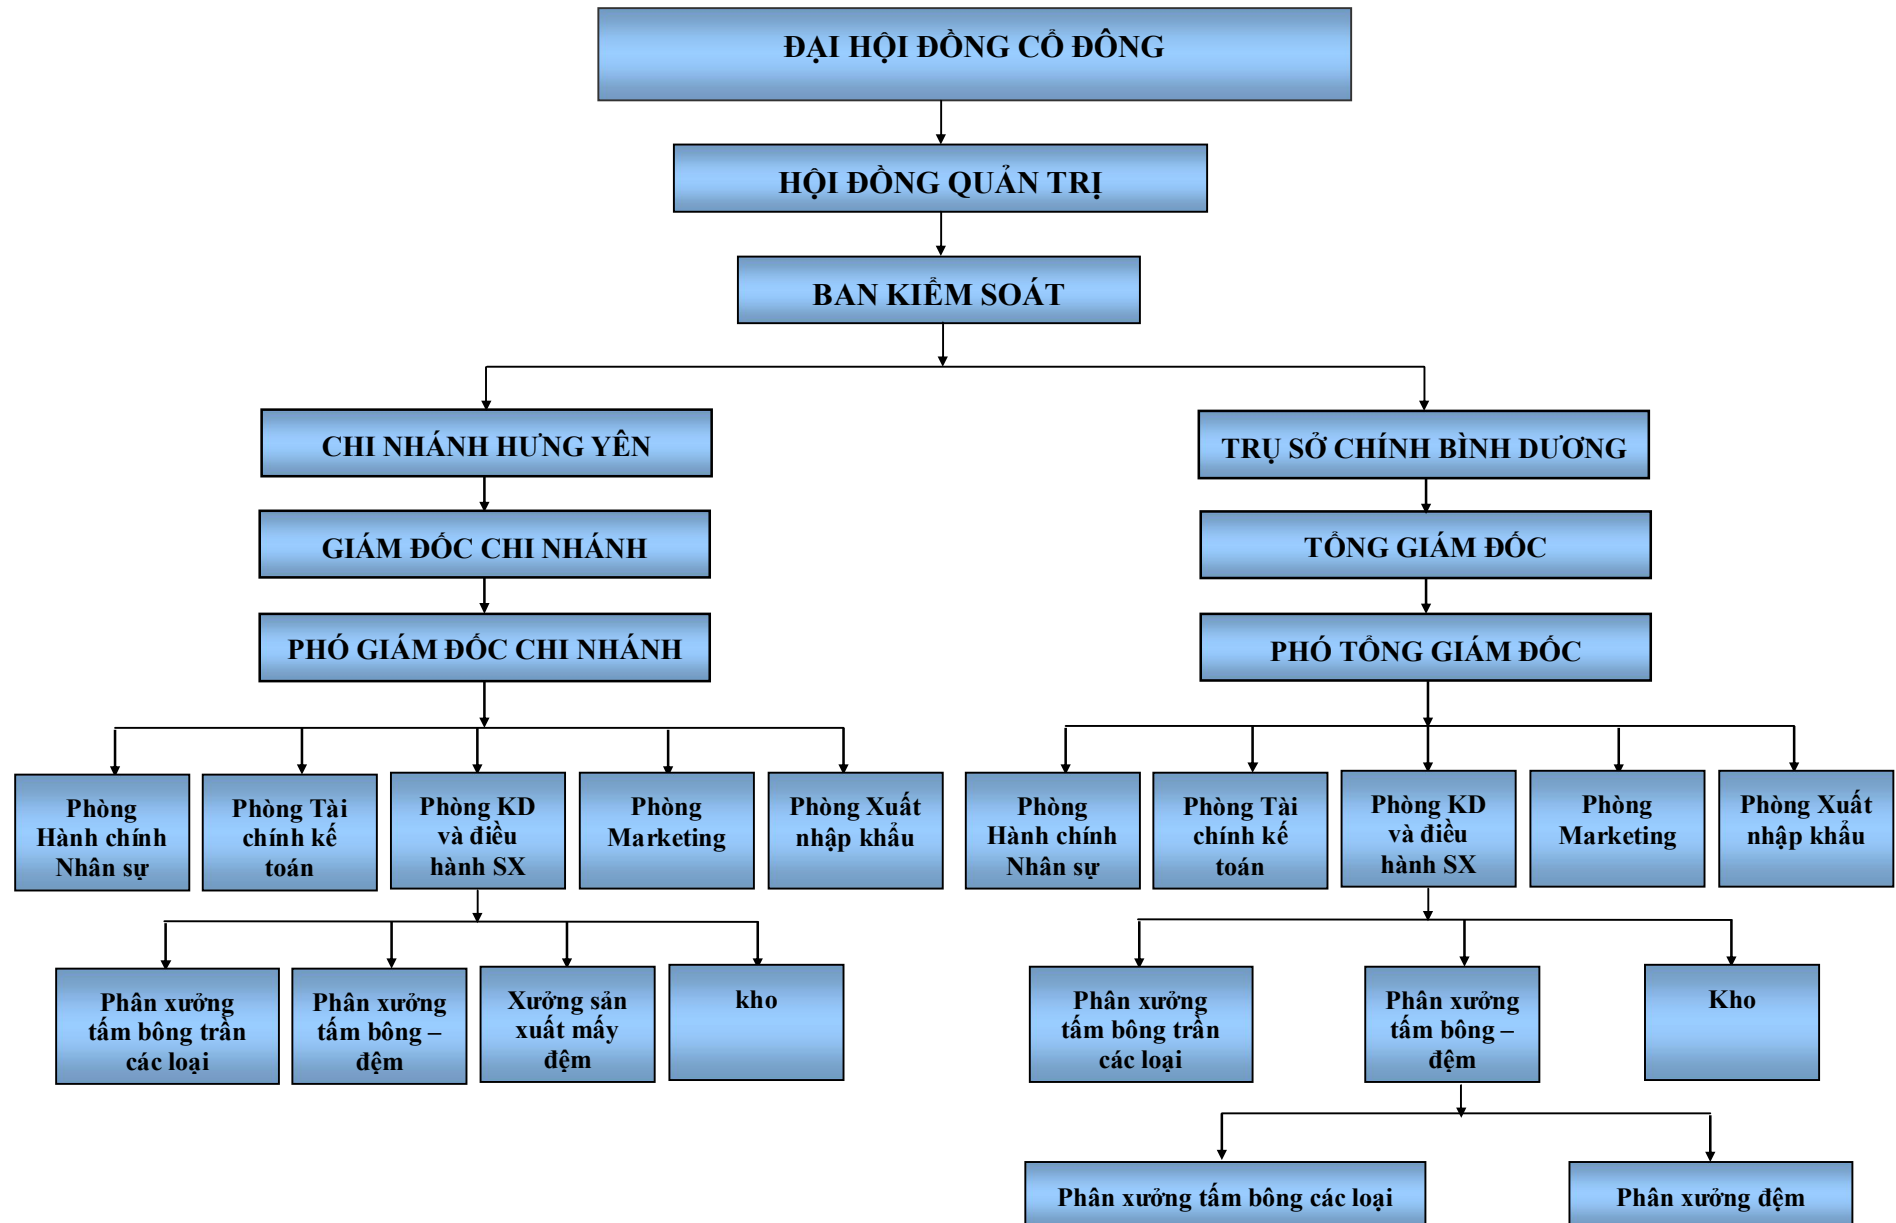 ĐẠI HỘI ĐỒNG CỔ ĐÔNG
HỘI ĐỒNG QUẢN TRỊ
BAN KIỂM SOÁT
CHI NHÁNH HƯNG YÊN
TRỤ SỞ CHÍNH BÌNH DƯƠNG
GIÁM ĐỐC CHI NHÁNH
TỔNG GIÁM ĐỐC
PHÓ GIÁM ĐỐC CHI NHÁNH
PHÓ TỔNG GIÁM ĐỐC
Phòng
Hành chính
Nhân sự
Phòng Tài
chính kế
toán
Phòng KD
và điều
hành SX
Phòng
Marketing
Phòng Xuất
nhập khẩu
Phòng
Hành chính
Nhân sự
Phòng Tài
chính kế
toán
Phòng KD
và điều
hành SX
Phòng
Marketing
Phòng Xuất
nhập khẩu
Phân xưởng
tấm bông trần
các loại
Phân xưởng
tấm bông –
đệm
Xưởng sản
xuất mấy
đệm
kho
Phân xưởng
tấm bông trần
các loại
Phân xưởng
tấm bông –
đệm
Kho
Phân xưởng tấm bông các loại
Phân xưởng đệm